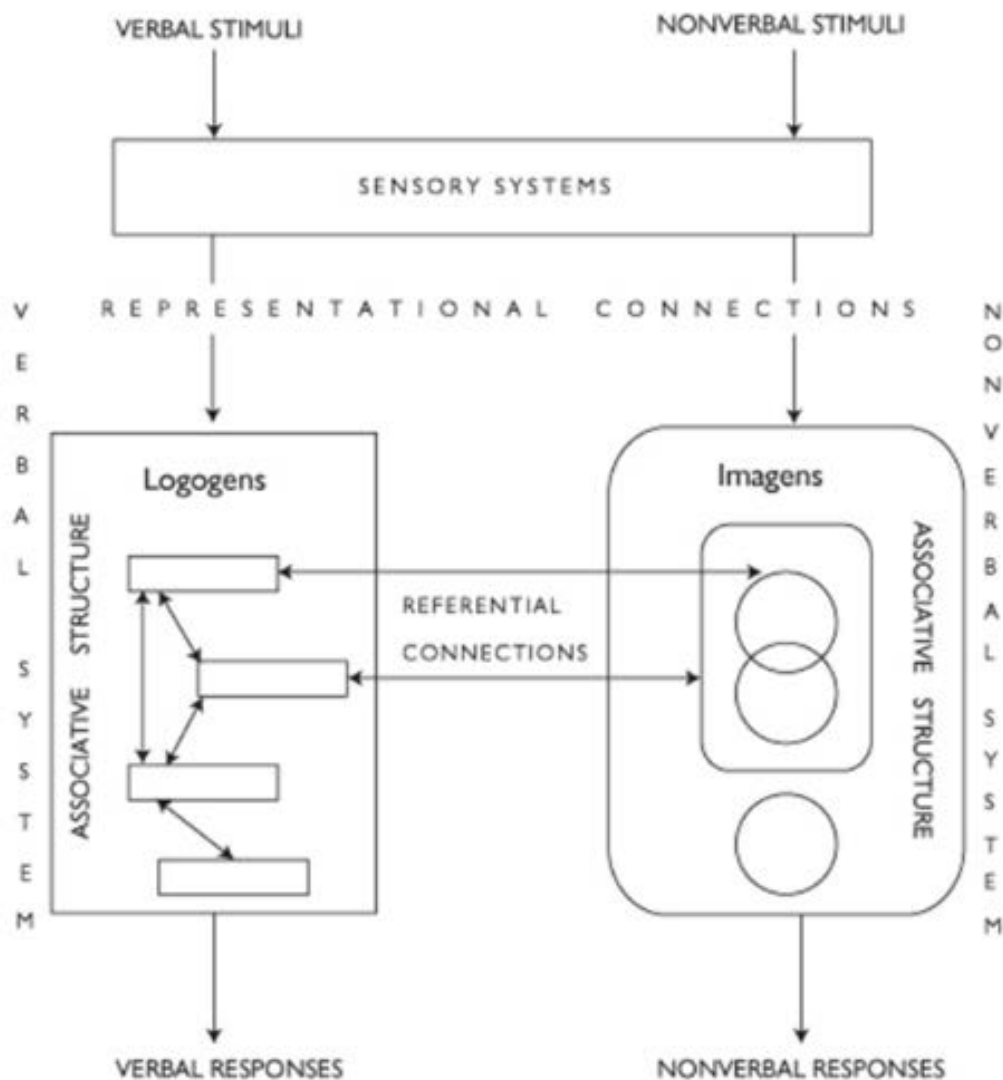 VERBAL STIMULI
NONVERBAL STIMULI
SENSORY SYSTEMS
REPRESENTATIONAL CONNECTIONS
VERBAL SYSTEM
NONVERBAL SYSTEM
Logogens
Imagens
ASSOCIATIVE STRUCTURE
REFERENTIAL
CONNECTIONS
ASSOCIATIVE STRUCTURE
VERBAL RESPONSES
NONVERBAL RESPONSES